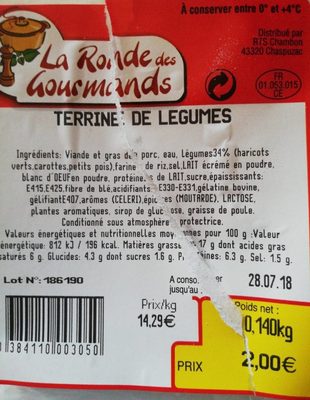 À conserver entre 0° et +4°C
La Ronde des
Gourmands
Distribué par
RTS Chambon
43320 Chaspuzac
FR
01.053.015
CE
TERRINE DE LEGUMES
Ingrédients: Viande et gras de porc, eau, Légumes34% (haricots
verts,carottes,petits pois),farine de riz,sel,LAIT écrémé en poudre,
blanc d'OEUFen poudre, protéines de LAIT,sucre,épaississants:
E415.E425,fibre de blé,acidifiants: E330-E331,gélatine bovine,
gélifiantE407,arômes (CELERI),épices (MOUTARDE), LACTOSE,
plantes aromatiques, sirop de glucose, graisse de poule.
Conditionné sous atmosphère protectrice.
Valeurs énergétiques et nutritionnelles moyennes pour 100 g :Valeur
énergétique: 812 kJ / 196 kcal. Matières grasses 17 g dont acides gras
saturés 6 g. Glucides: 4.3 g dont sucres 1.6 g. Protéines: 6.3 g. Sel: 1.5 g.
Lot N°:186190
A consommer
jusqu'au :
28.07.18
Prix/kg
14,29€
Poids net :
0,140kg
PRIX
2,00€
384110 003050